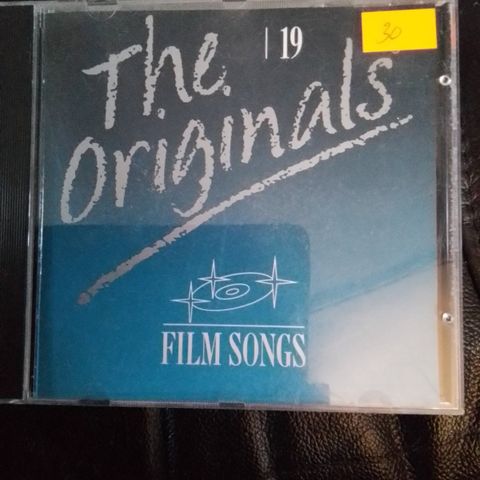 The
| 19
30
Originals
FILM SONGS